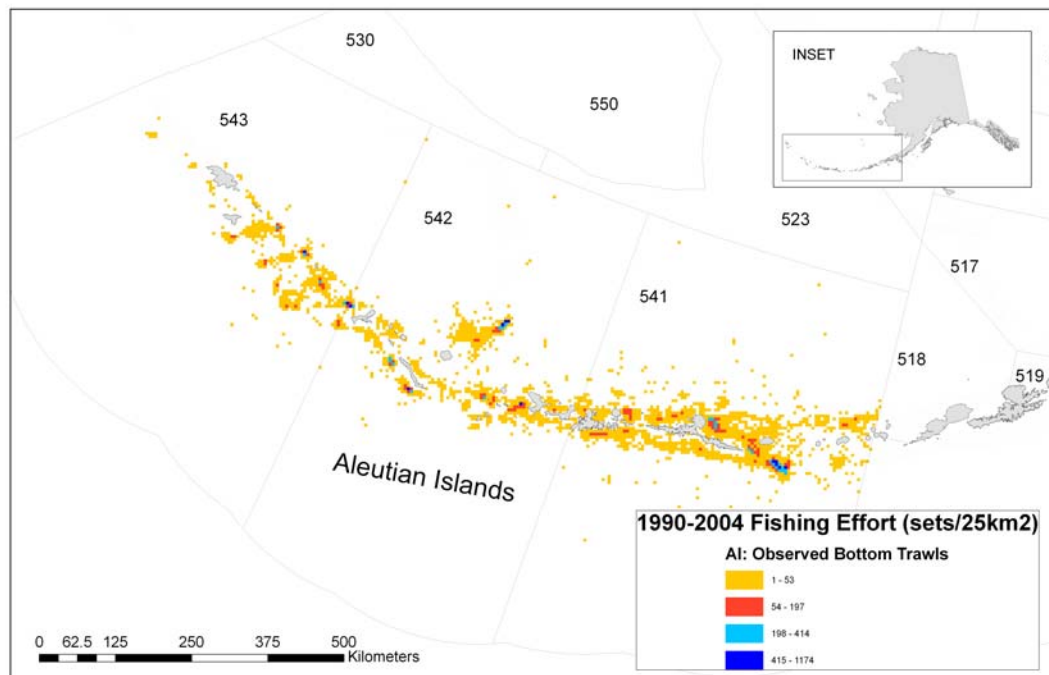 530
INSET
550
543
542
523
517
541
518
519
Aleutian Islands
1990-2004 Fishing Effort (sets/25km2)
AI: Observed Bottom Trawls
1 - 53
54 - 197
198 - 414
415 - 1174
0 62.5 125 250 375 500
Kilometers